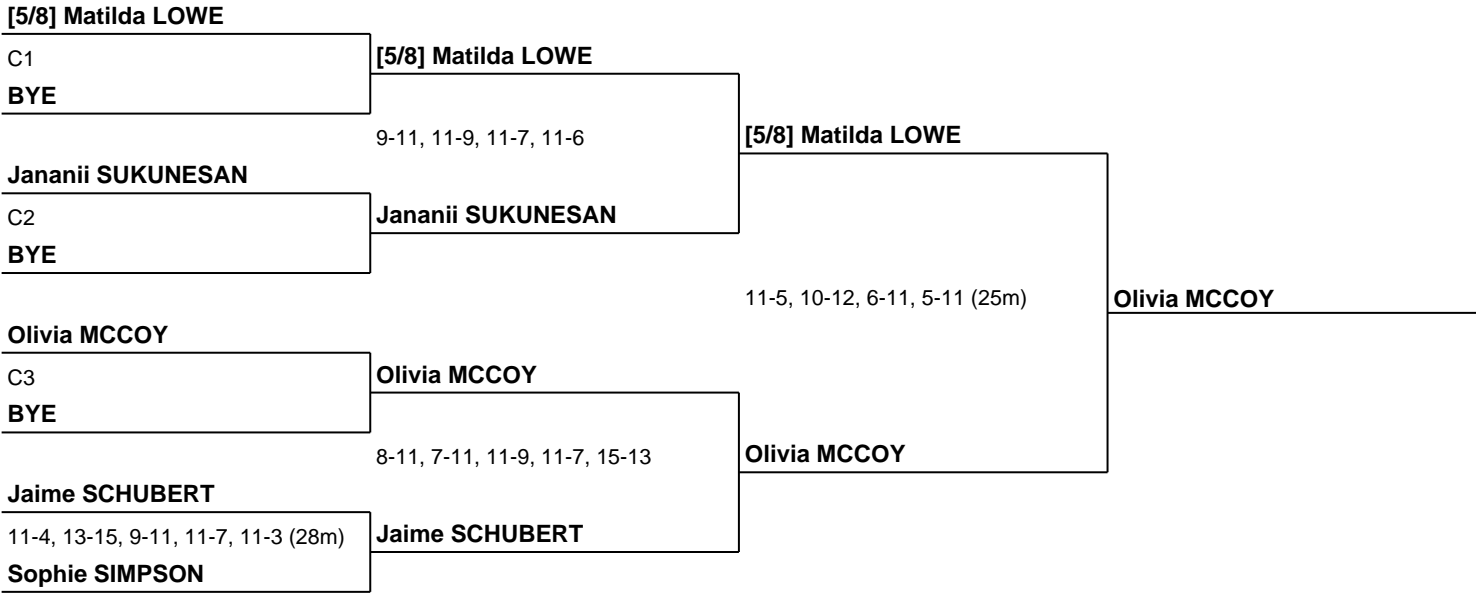 [5/8] Matilda LOWE
C1
BYE
[5/8] Matilda LOWE
9-11, 11-9, 11-7, 11-6
[5/8] Matilda LOWE
Jananii SUKUNESAN
C2
BYE
Jananii SUKUNESAN
11-5, 10-12, 6-11, 5-11 (25m)
Olivia MCCOY
Olivia MCCOY
C3
BYE
Olivia MCCOY
8-11, 7-11, 11-9, 11-7, 15-13
Olivia MCCOY
Jaime SCHUBERT
11-4, 13-15, 9-11, 11-7, 11-3 (28m)
Sophie SIMPSON
Jaime SCHUBERT